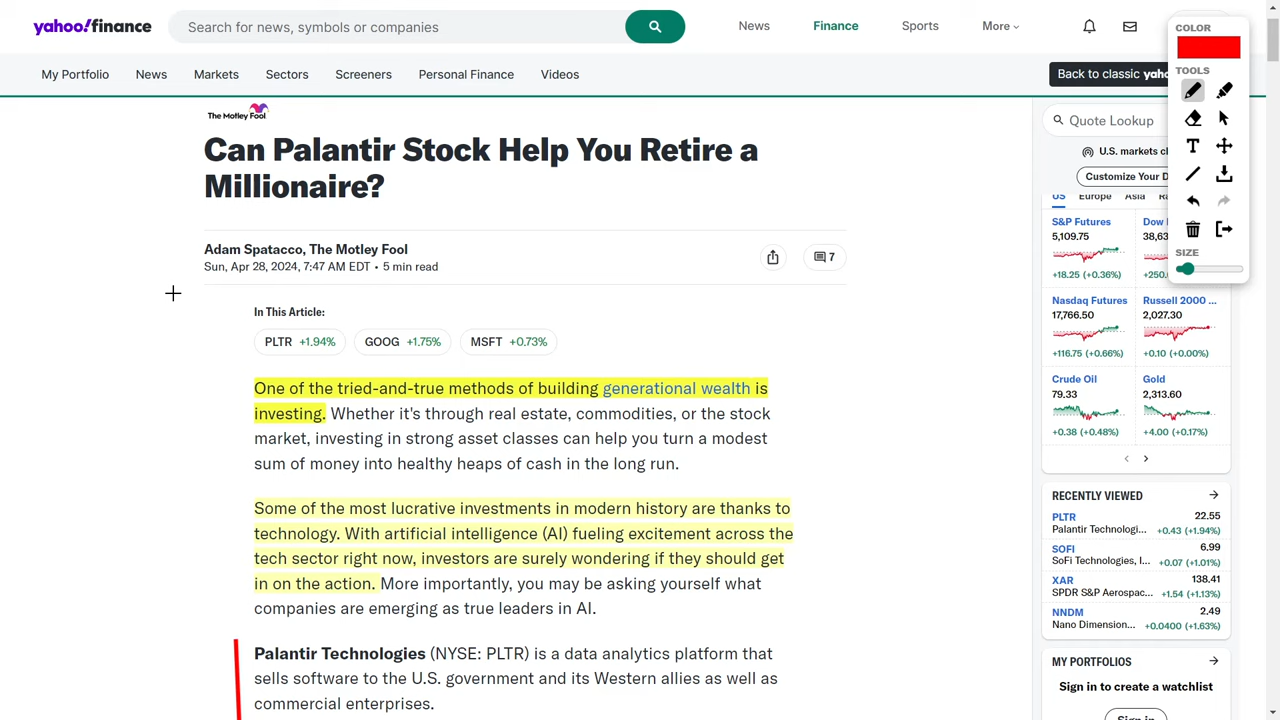 yahoo!finance
Search for news, symbols or companies
News
Finance
Sports
More
COLOR
TOOLS
SIZE
My Portfolio
News
Markets
Sectors
Screeners
Personal Finance
Videos
Back to classic
The Motley Fool
Can Palantir Stock Help You Retire a
Millionaire?
Adam Spatacco, The Motley Fool
Sun, Apr 28, 2024, 7:47 AM EDT • 5 min read
7
In This Article:
PLTR +1.94%
GOOG +1.75%
MSFT +0.73%
One of the tried-and-true methods of building generational wealth is
investing. Whether it's through real estate, commodities, or the stock
market, investing in strong asset classes can help you turn a modest
sum of money into healthy heaps of cash in the long run.
Some of the most lucrative investments in modern history are thanks to
technology. With artificial intelligence (AI) fueling excitement across the
tech sector right now, investors are surely wondering if they should get
in on the action. More importantly, you may be asking yourself what
companies are emerging as true leaders in AI.
Palantir Technologies (NYSE: PLTR) is a data analytics platform that
sells software to the U.S. government and its Western allies as well as
commercial enterprises.
Quote Lookup
U.S. markets
Customize Your
US Europe Asia
S&P Futures
5,109.75
+18.25 (+0.36%)
Dow
38,63
+250.
Nasdaq Futures
17,766.50
+116.75 (+0.66%)
Russell 2000 ...
2,027.30
+0.10 (+0.00%)
Crude Oil
79.33
+0.38 (+0.48%)
Gold
2,313.60
+4.00 (+0.17%)
RECENTLY VIEWED
PLTR 22.55
Palantir Technologi... +0.43 (+1.94%)
SOFI 6.99
SoFi Technologies, I... +0.07 (+1.01%)
XAR 138.41
SPDR S&P Aerospac... +1.54 (+1.13%)
NNDM 2.49
Nano Dimension... +0.0400 (+1.63%)
MY PORTFOLIOS
Sign in to create a watchlist
Sign in